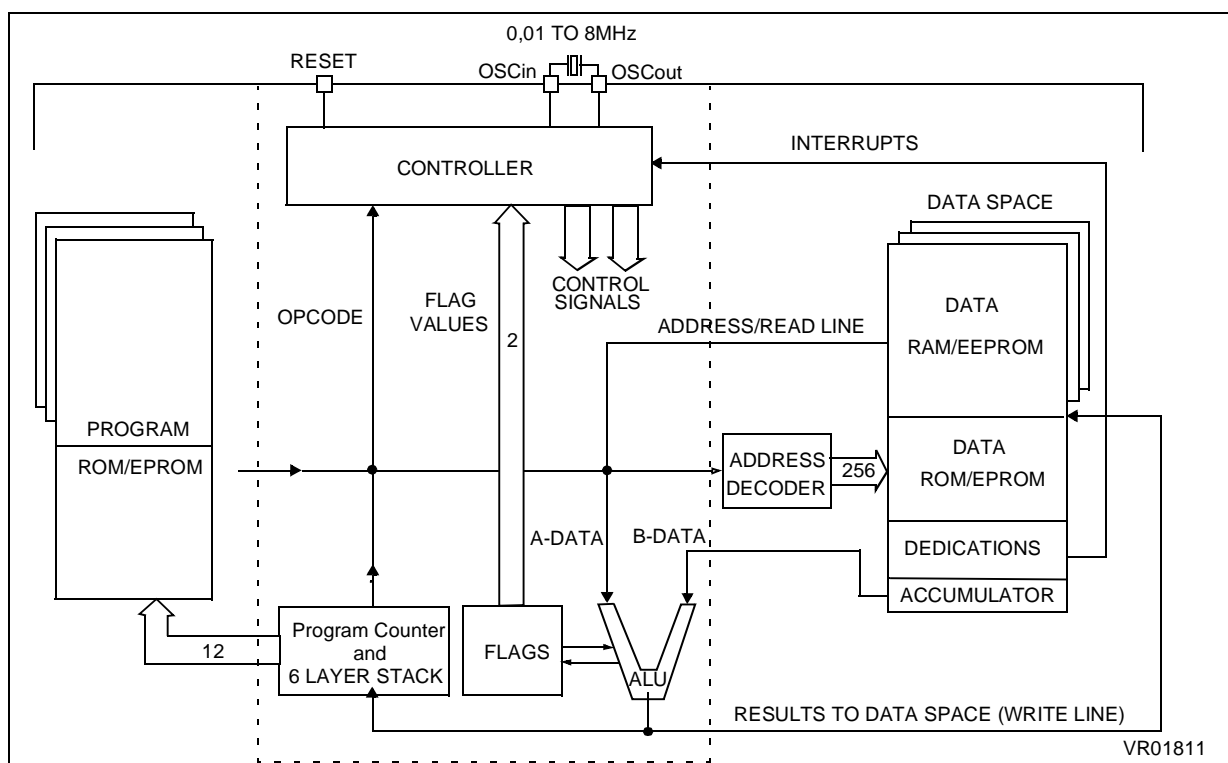 0,01 TO 8MHz
RESET
OSCin
OSCout
INTERRUPTS
CONTROLLER
DATA SPACE
CONTROL
SIGNALS
OPCODE
FLAG
VALUES
2
ADDRESS/READ LINE
DATA
RAM/EEPROM
PROGRAM
ROM/EPROM
ADDRESS
DECODER
256
DATA
ROM/EPROM
A-DATA
B-DATA
DEDICATIONS
ACCUMULATOR
12
Program Counter
and
6 LAYER STACK
FLAGS
ALU
RESULTS TO DATA SPACE (WRITE LINE)
VR01811